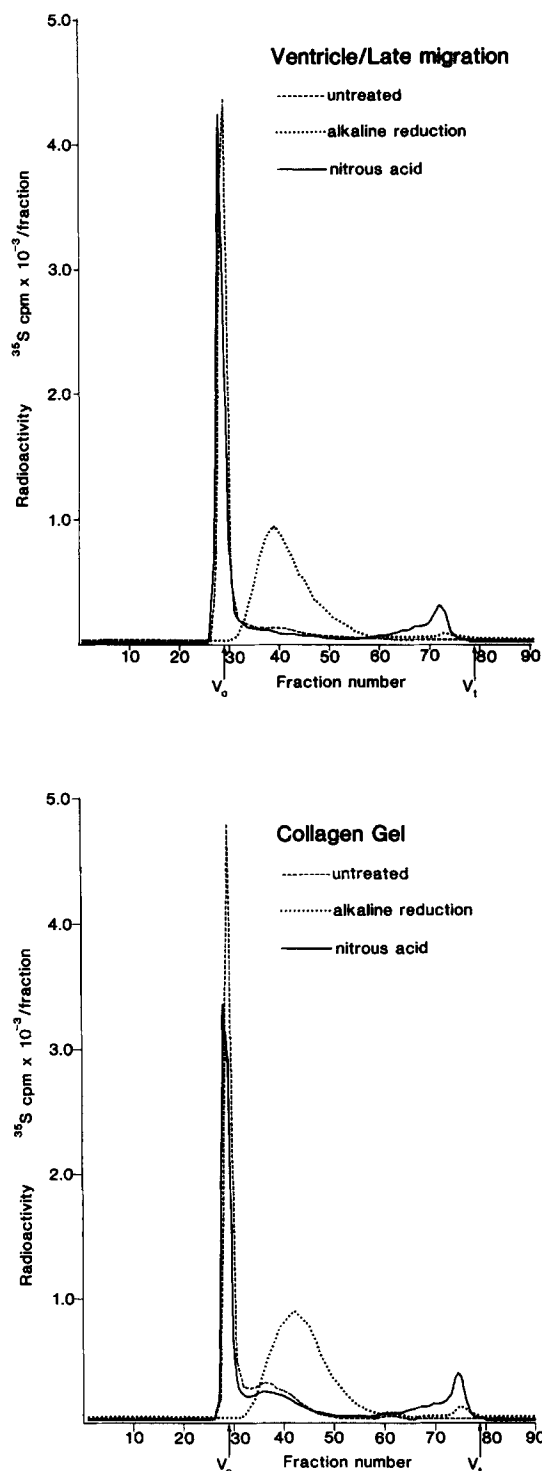 5.0
Ventricle/Late migration
untreated
alkaline reduction
nitrous acid
4.0
3.0
2.0
1.0
Radioactivity 35S cpm x 10-3/fraction
10 20 30 40 50 60 70 80 90
Vo Fraction number Vt
5.0
Collagen Gel
untreated
alkaline reduction
nitrous acid
4.0
3.0
2.0
1.0
Radioactivity 35S cpm x 10-3/fraction
10 20 30 40 50 60 70 80 90
Fraction number